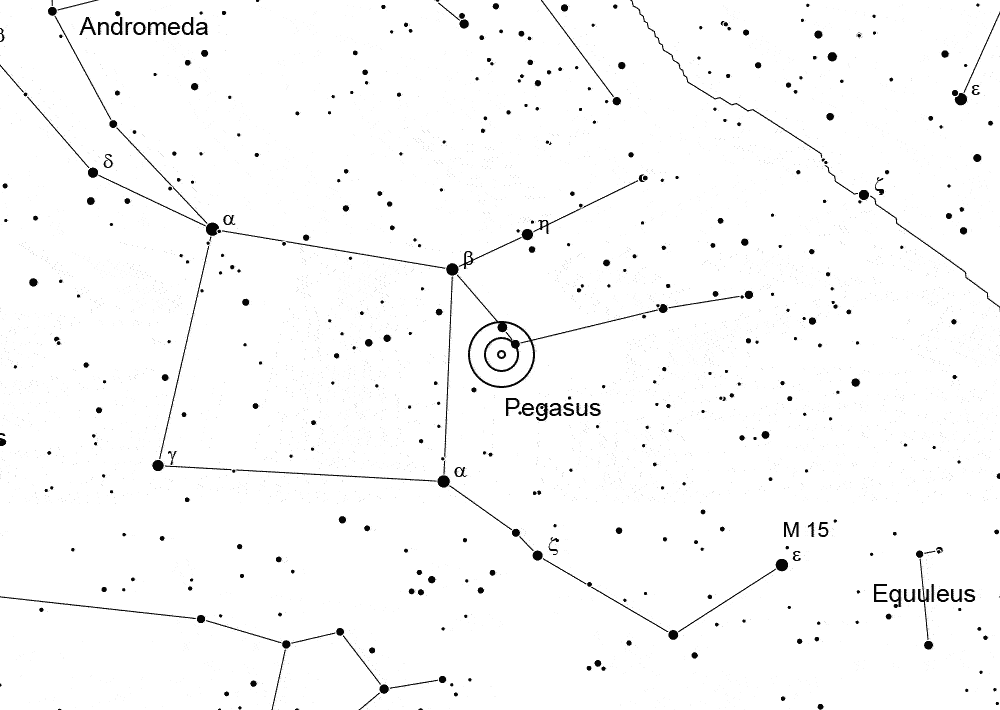 Andromeda
β
ε
δ
ζ
α
η
β
Pegasus
γ
α
M 15
ζ
ε
Equuleus